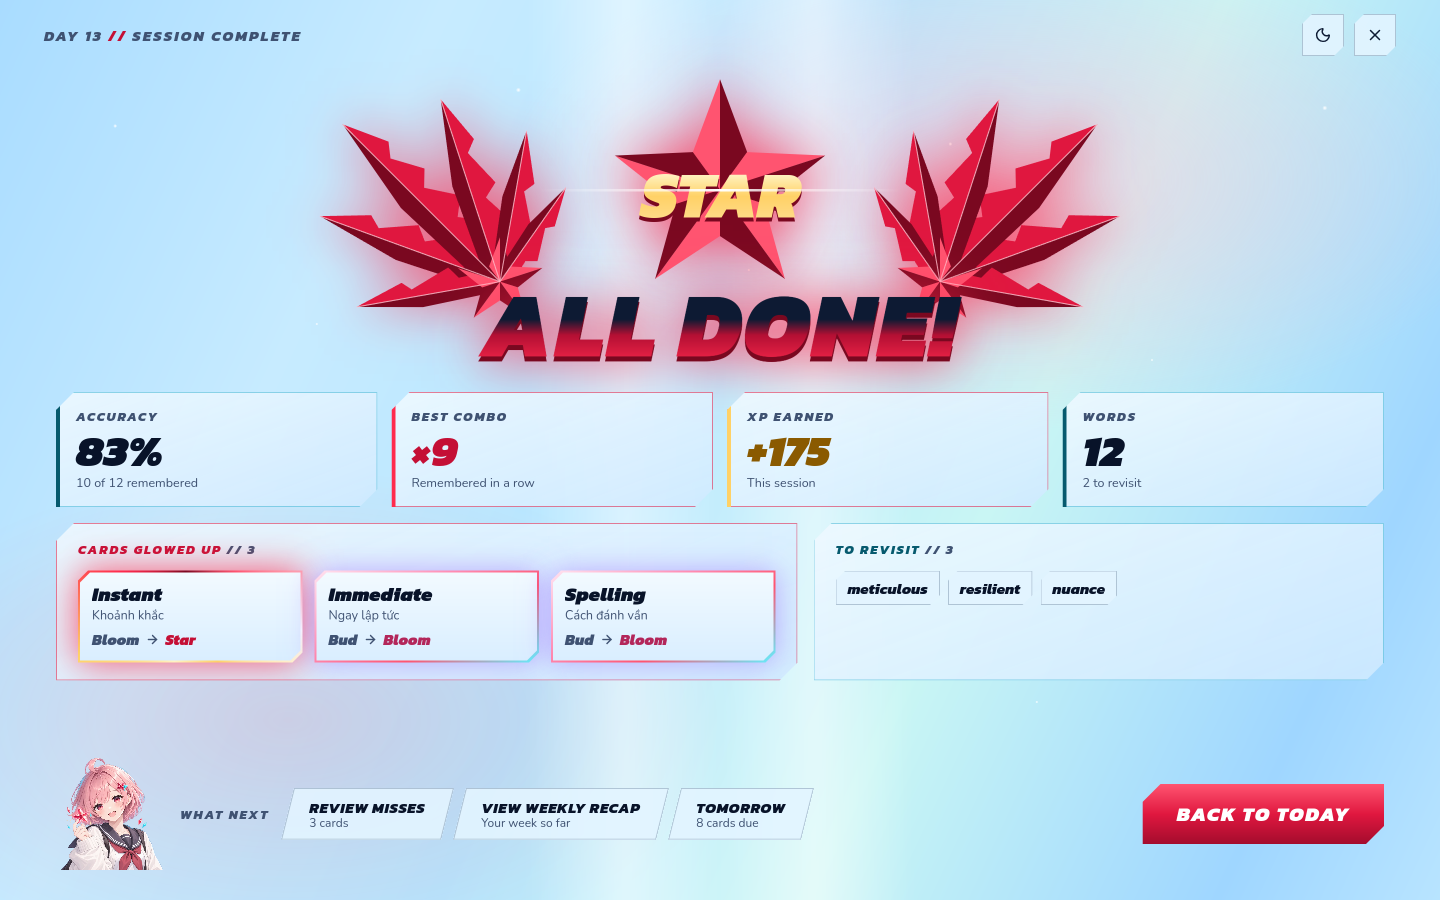 DAY 13 // SESSION COMPLETE
STAR
ALL DONE!
ACCURACY
83%
10 of 12 remembered
BEST COMBO
×9
Remembered in a row
XP EARNED
+175
This session
WORDS
12
2 to revisit
CARDS GLOWED UP // 3
Instant
Khoảnh khắc
Bloom → Star
Immediate
Ngay lập tức
Bud → Bloom
Spelling
Cách đánh vần
Bud → Bloom
TO REVISIT // 3
meticulous
resilient
nuance
WHAT NEXT
REVIEW MISSES
3 cards
VIEW WEEKLY RECAP
Your week so far
TOMORROW
8 cards due
BACK TO TODAY